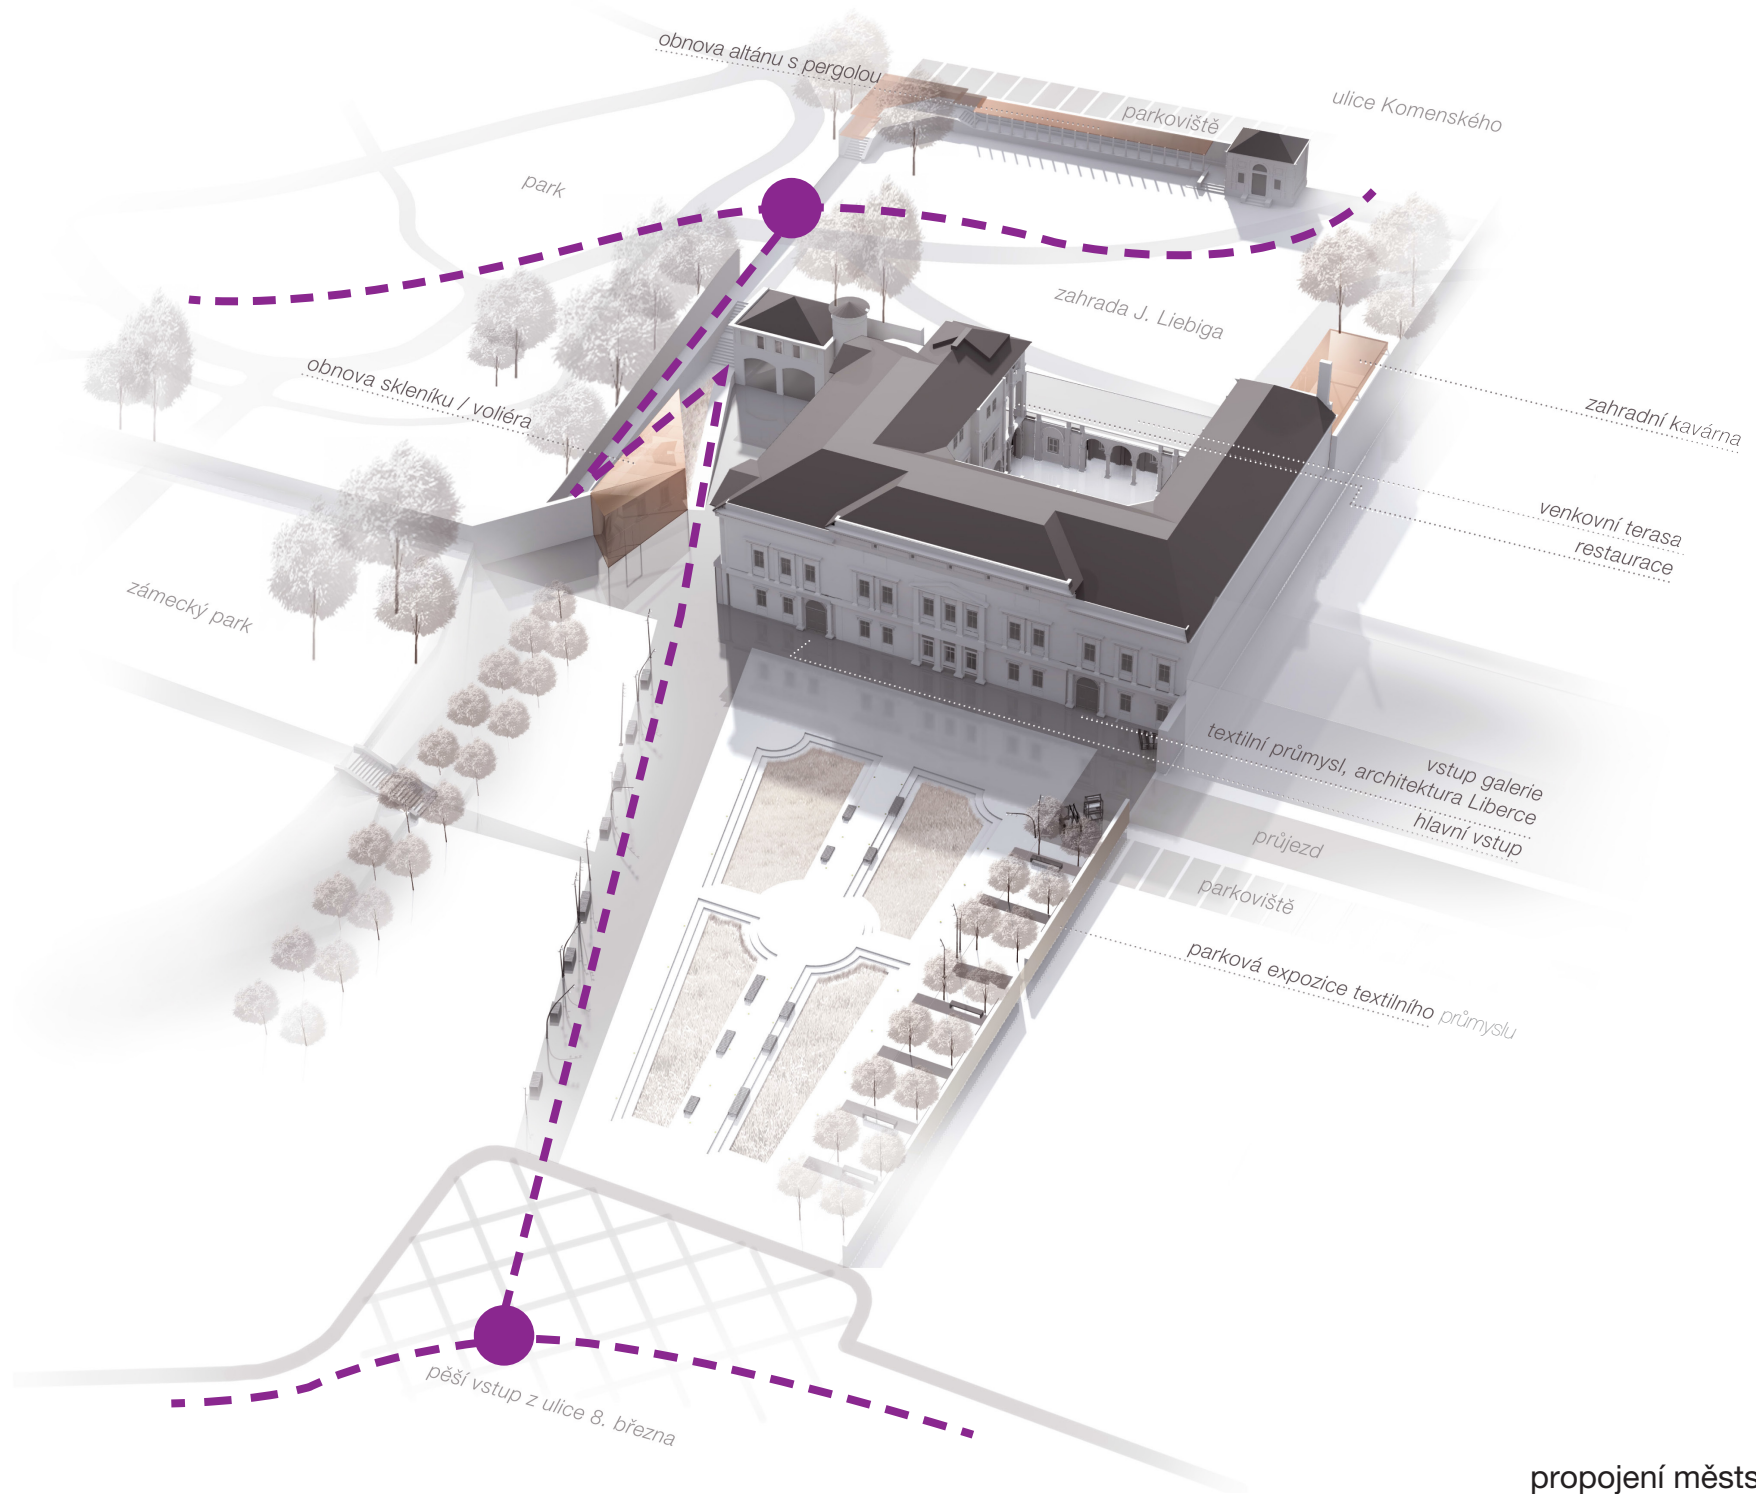 obnova altánu s pergolou
parkoviště
ulice Komenského
park
zahrada J. Liebiga
obnova skleníku / voliéra
zahradní kavárna
venkovní terasa
restaurace
zámecký park
vstup galerie
textilní průmysl, architektura Liberce
hlavní vstup
průjezd
parkoviště
parková expozice textilního průmyslu
pěší vstup z ulice 8. března
propojení městs